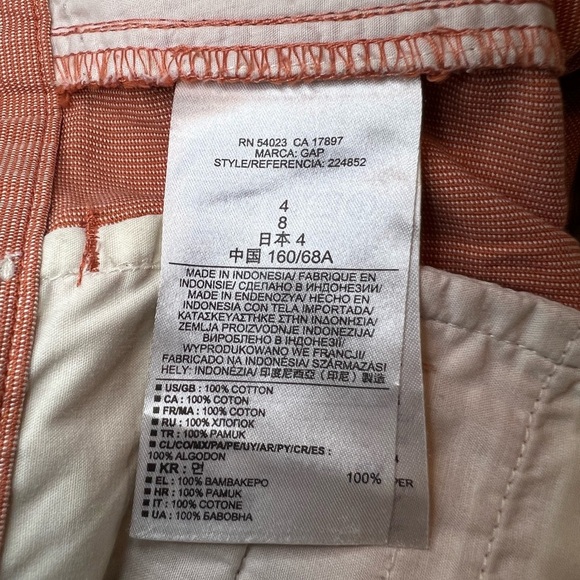 RN 54023 CA 17897
MARCA: GAP
STYLE/REFERENCIA: 224852
4
8
日本 4
中国 160/68A
MADE IN INDONESIA/ FABRIQUE EN
INDONISIE/ СДЕЛАНО В ИНДОНЕЗИИ/
MADE IN ENDENOZYA/ HECHO EN
INDONESIA CON TELA IMPORTADA/
ΚΑΤΑΣΚΕΥΑΣΤΗΚΕ ΣΤΗΝ ΙΝΔΟΝΗΣΙΑ/
ZEMLJA PROIZVODNJE INDONEZIJA/
ВИРОБЛЕНО В ІНДОНЕЗІЇ/
WYPRODUKOWANO WE FRANCJI/
FABRICADO NA INDONÉSIA/ SZÁRMAZÁSI
HELY: INDONÉZIA/ 印度尼西亞 (印尼) 製造
■ US/GB : 100% COTTON
■ CA : 100% COTON
■ FR/MA : 100% COTON
■ RU : 100% ХЛОПОК
■ TR : 100% PAMUK
■ CL/CO/MX/PA/PE/UY/AR/PY/CR/ES :
100% ALGODON
■ KR : 면 100%
■ EL : 100% ΒΑΜΒΑΚΕΡΟ
■ HR : 100% PAMUK
■ IT : 100% COTONE
■ UA : 100% БАВОВНА